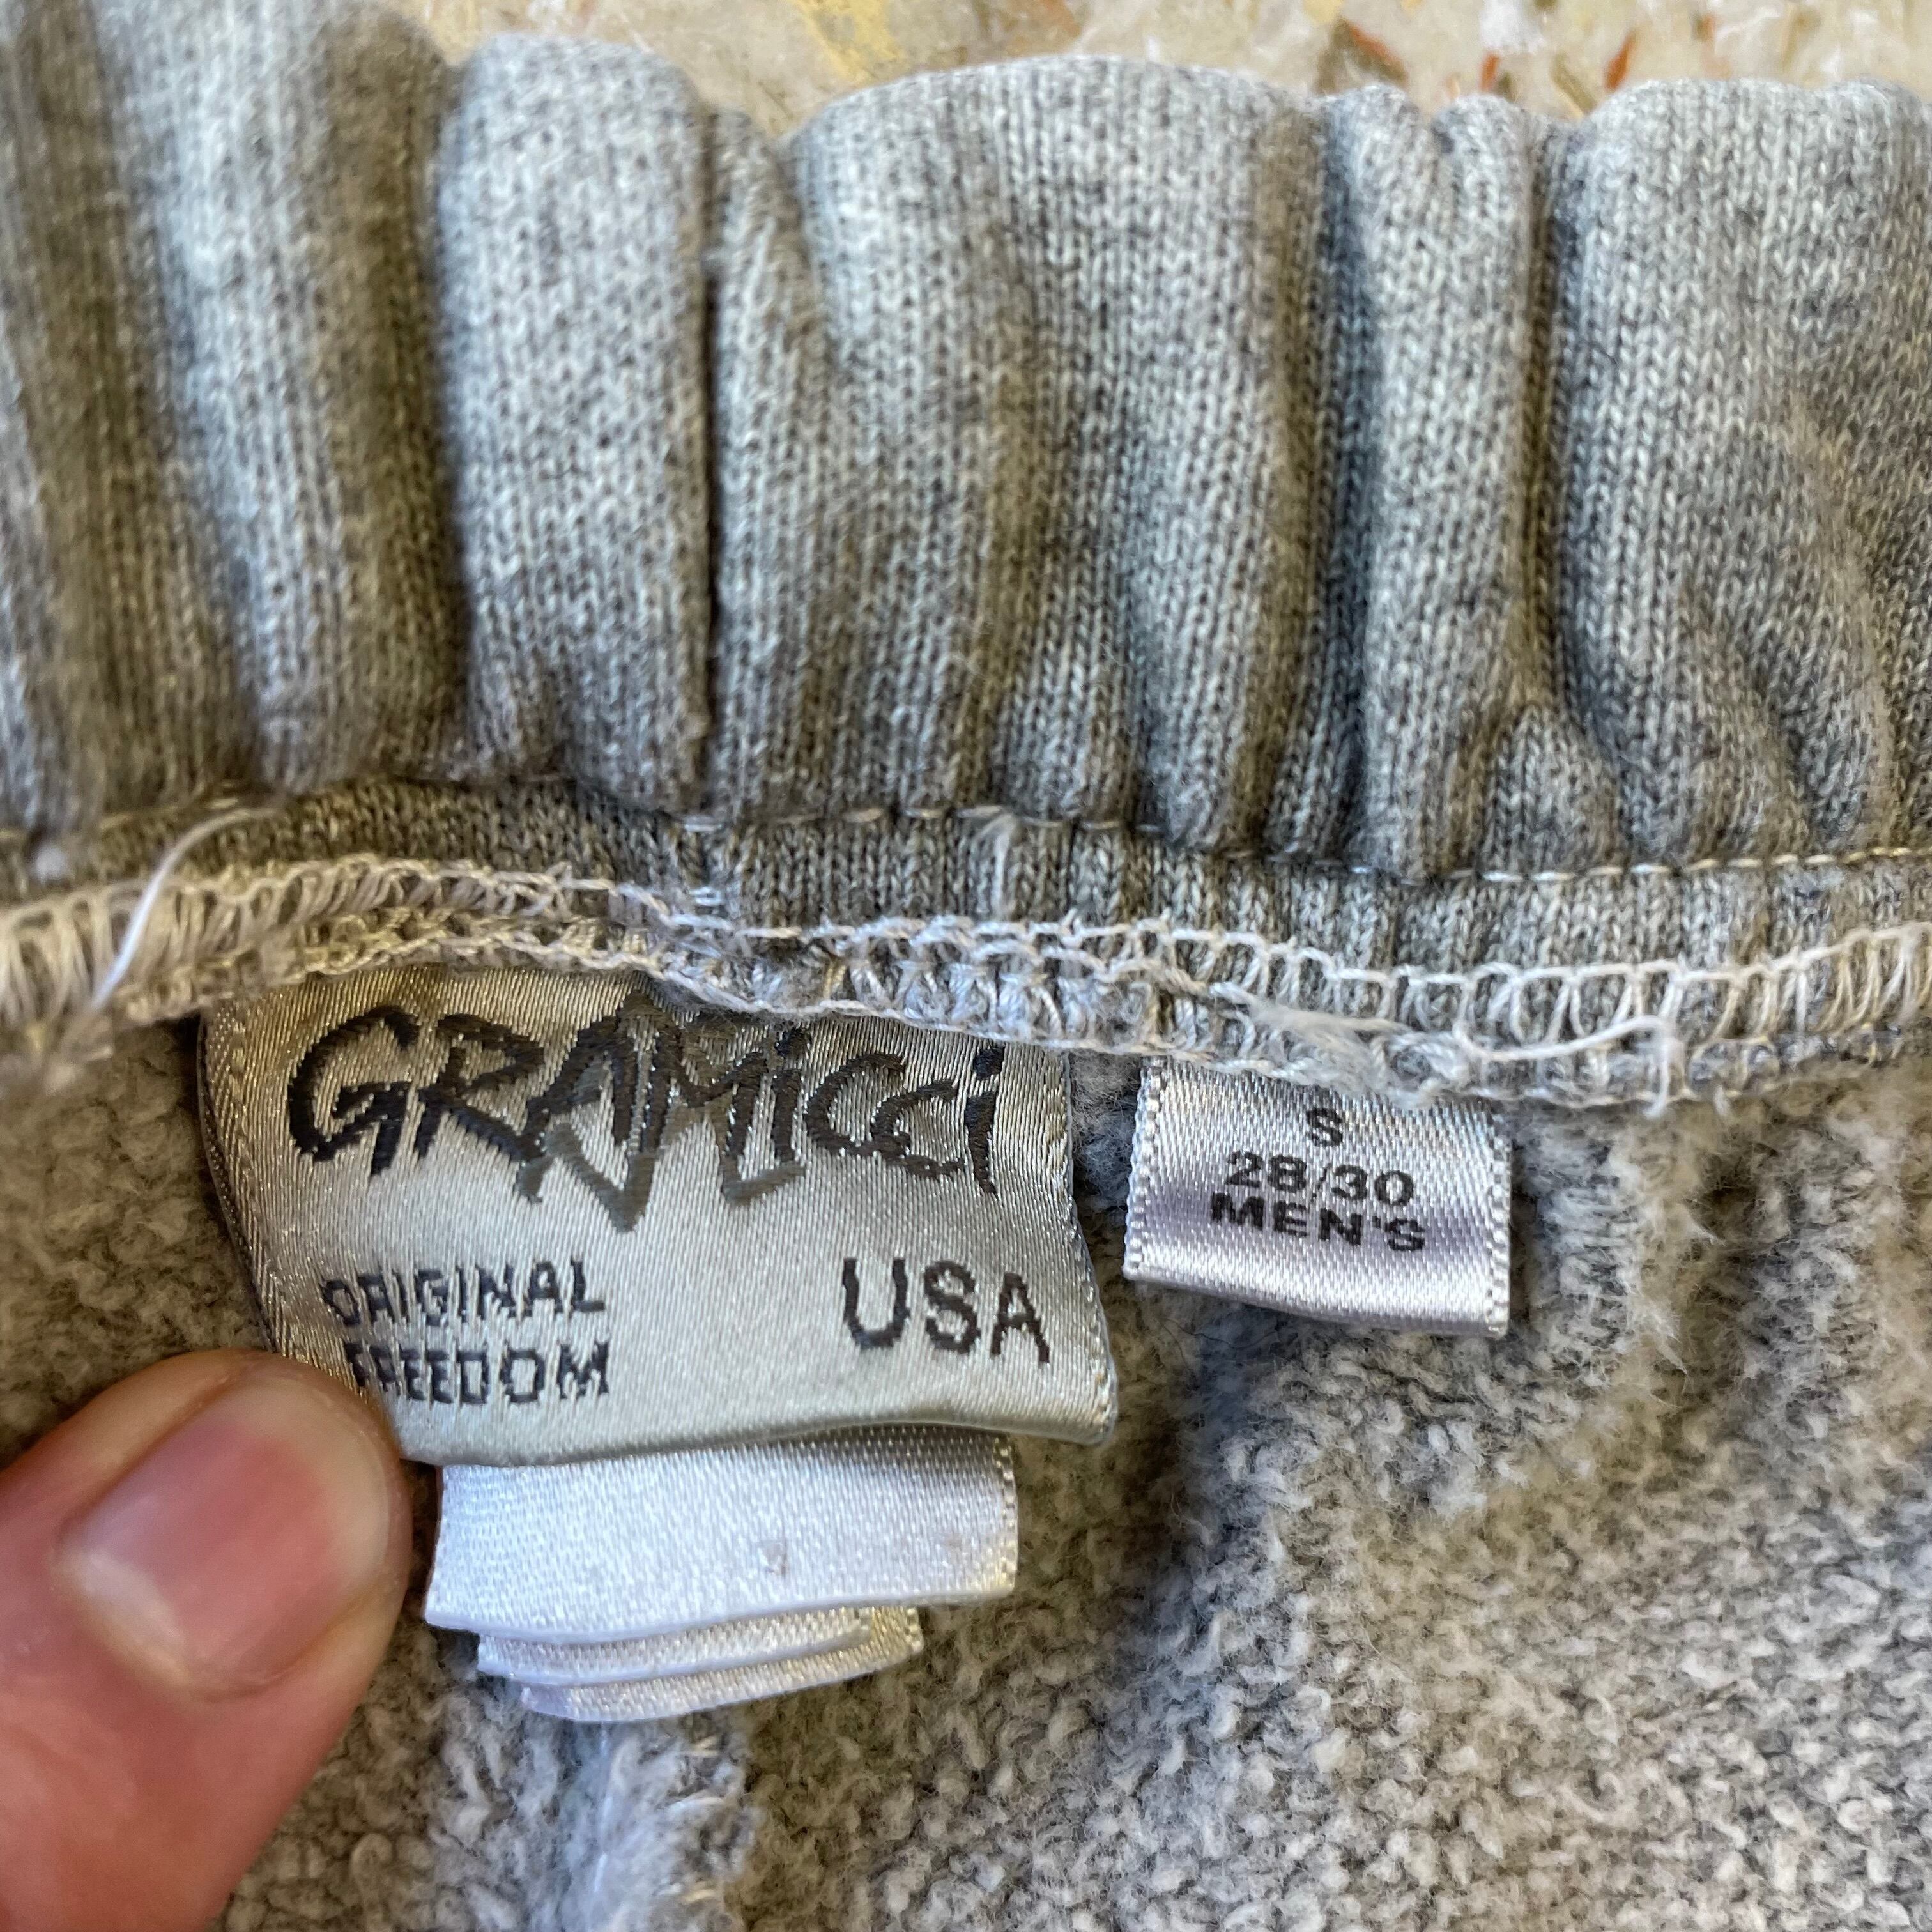 GRAMicci
ORIGINAL
FREEDOM
USA
S
28/30
MEN'S